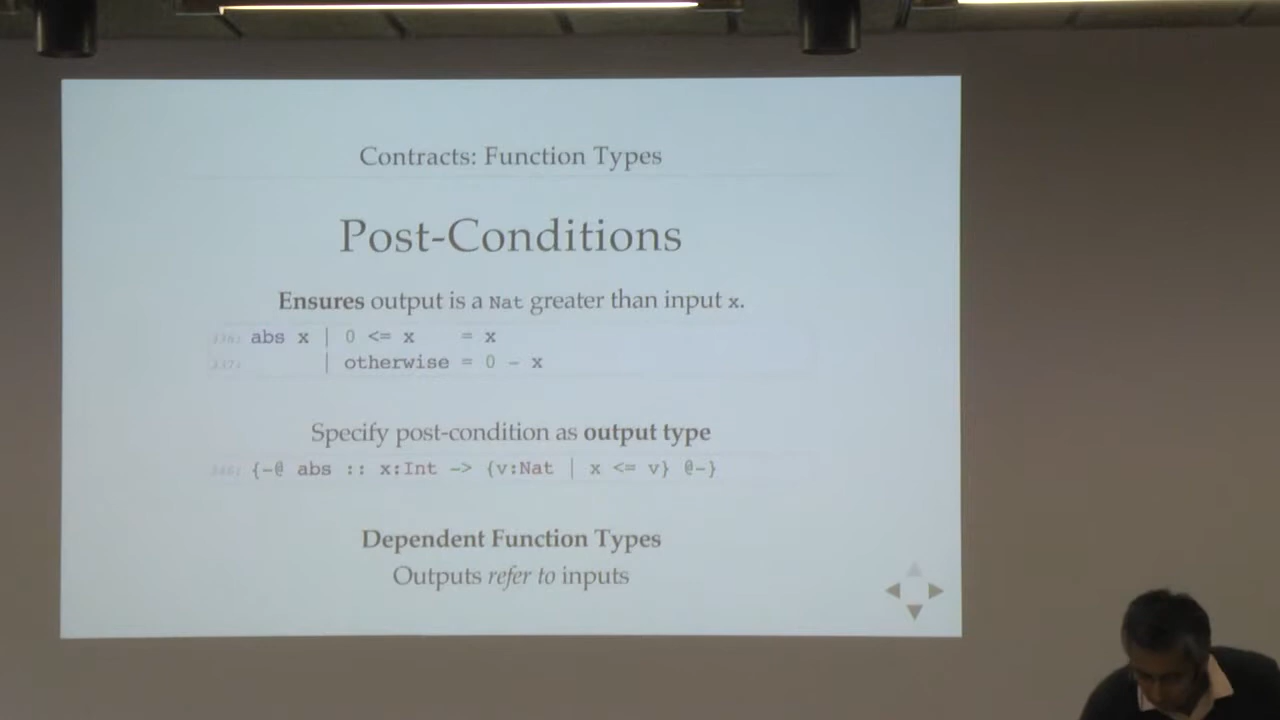 Contracts: Function Types
Post-Conditions
Ensures output is a Nat greater than input x.
abs x | 0 <= x    = x
| otherwise = 0 - x
Specify post-condition as output type
{-@ abs :: x:Int -> {v:Nat | x <= v} @-}
Dependent Function Types
Outputs refer to inputs